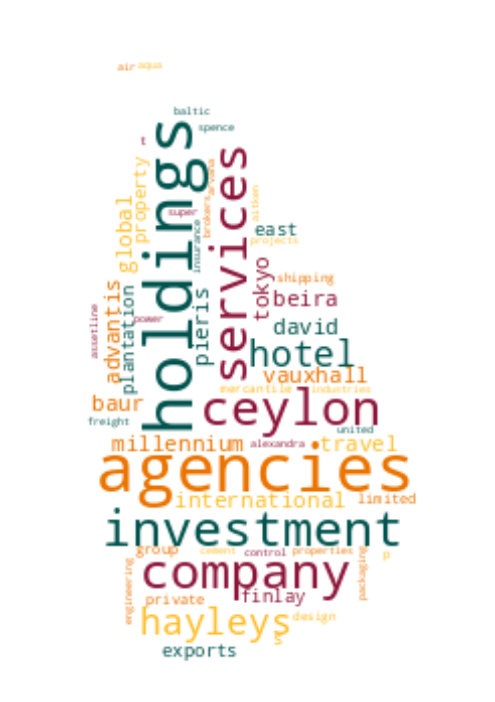 air aqua
baltic
spence
t
holdings
services
property
global
super
brokers
arvana
aitken
east
projects
insurance
tokyo
shipping
beira
pieris
plantation
advantis
assetline
power
david
hotel
vauxhall
mercantile industries
baur
ceylon
freight
united
millennium alexandra travel
agencies
international limited
investment
group cement control properties p
company
engineering
packaging
private finlay
hayleys design
s
exports